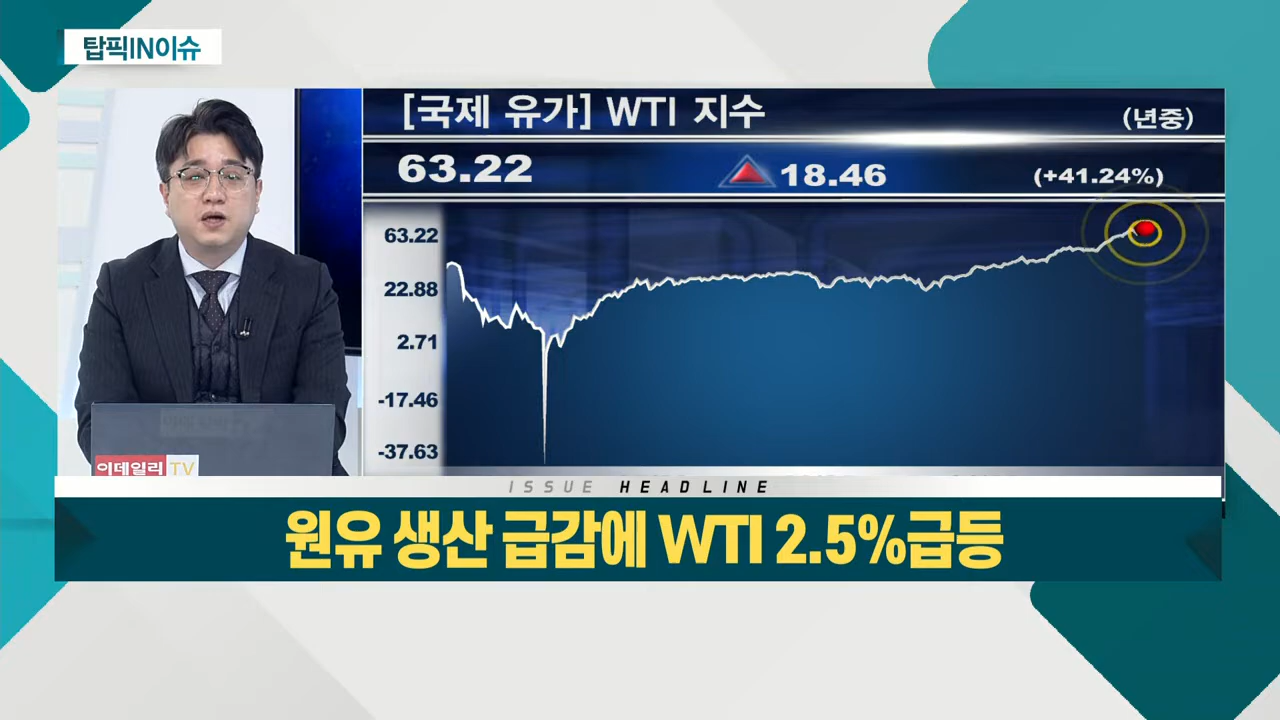 탑픽IN이슈
[국제 유가] WTI 지수
(년중)
63.22 ▲ 18.46 (+41.24%)
63.22
22.88
2.71
-17.46
-37.63
이데일리 TV
ISSUE HEADLINE
원유 생산 급감에 WTI 2.5%급등